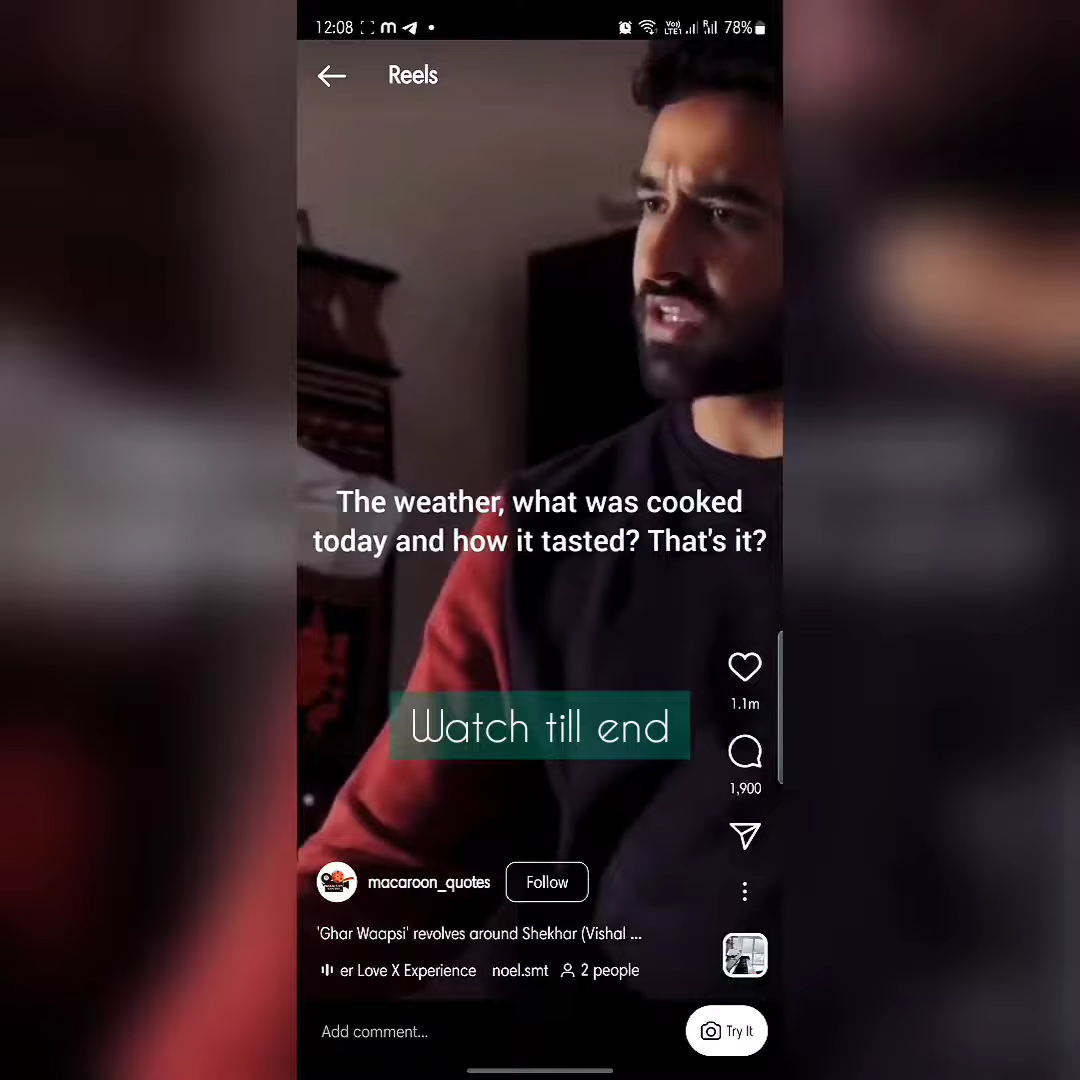 12:08
78%
Reels
The weather, what was cooked
today and how it tasted? That's it?
Watch till end
1.1m
1,900
macaroon_quotes
Follow
'Ghar Waapsi' revolves around Shekhar (Vishal ...
er Love X Experience noel.smt 2 people
Add comment...
Try It